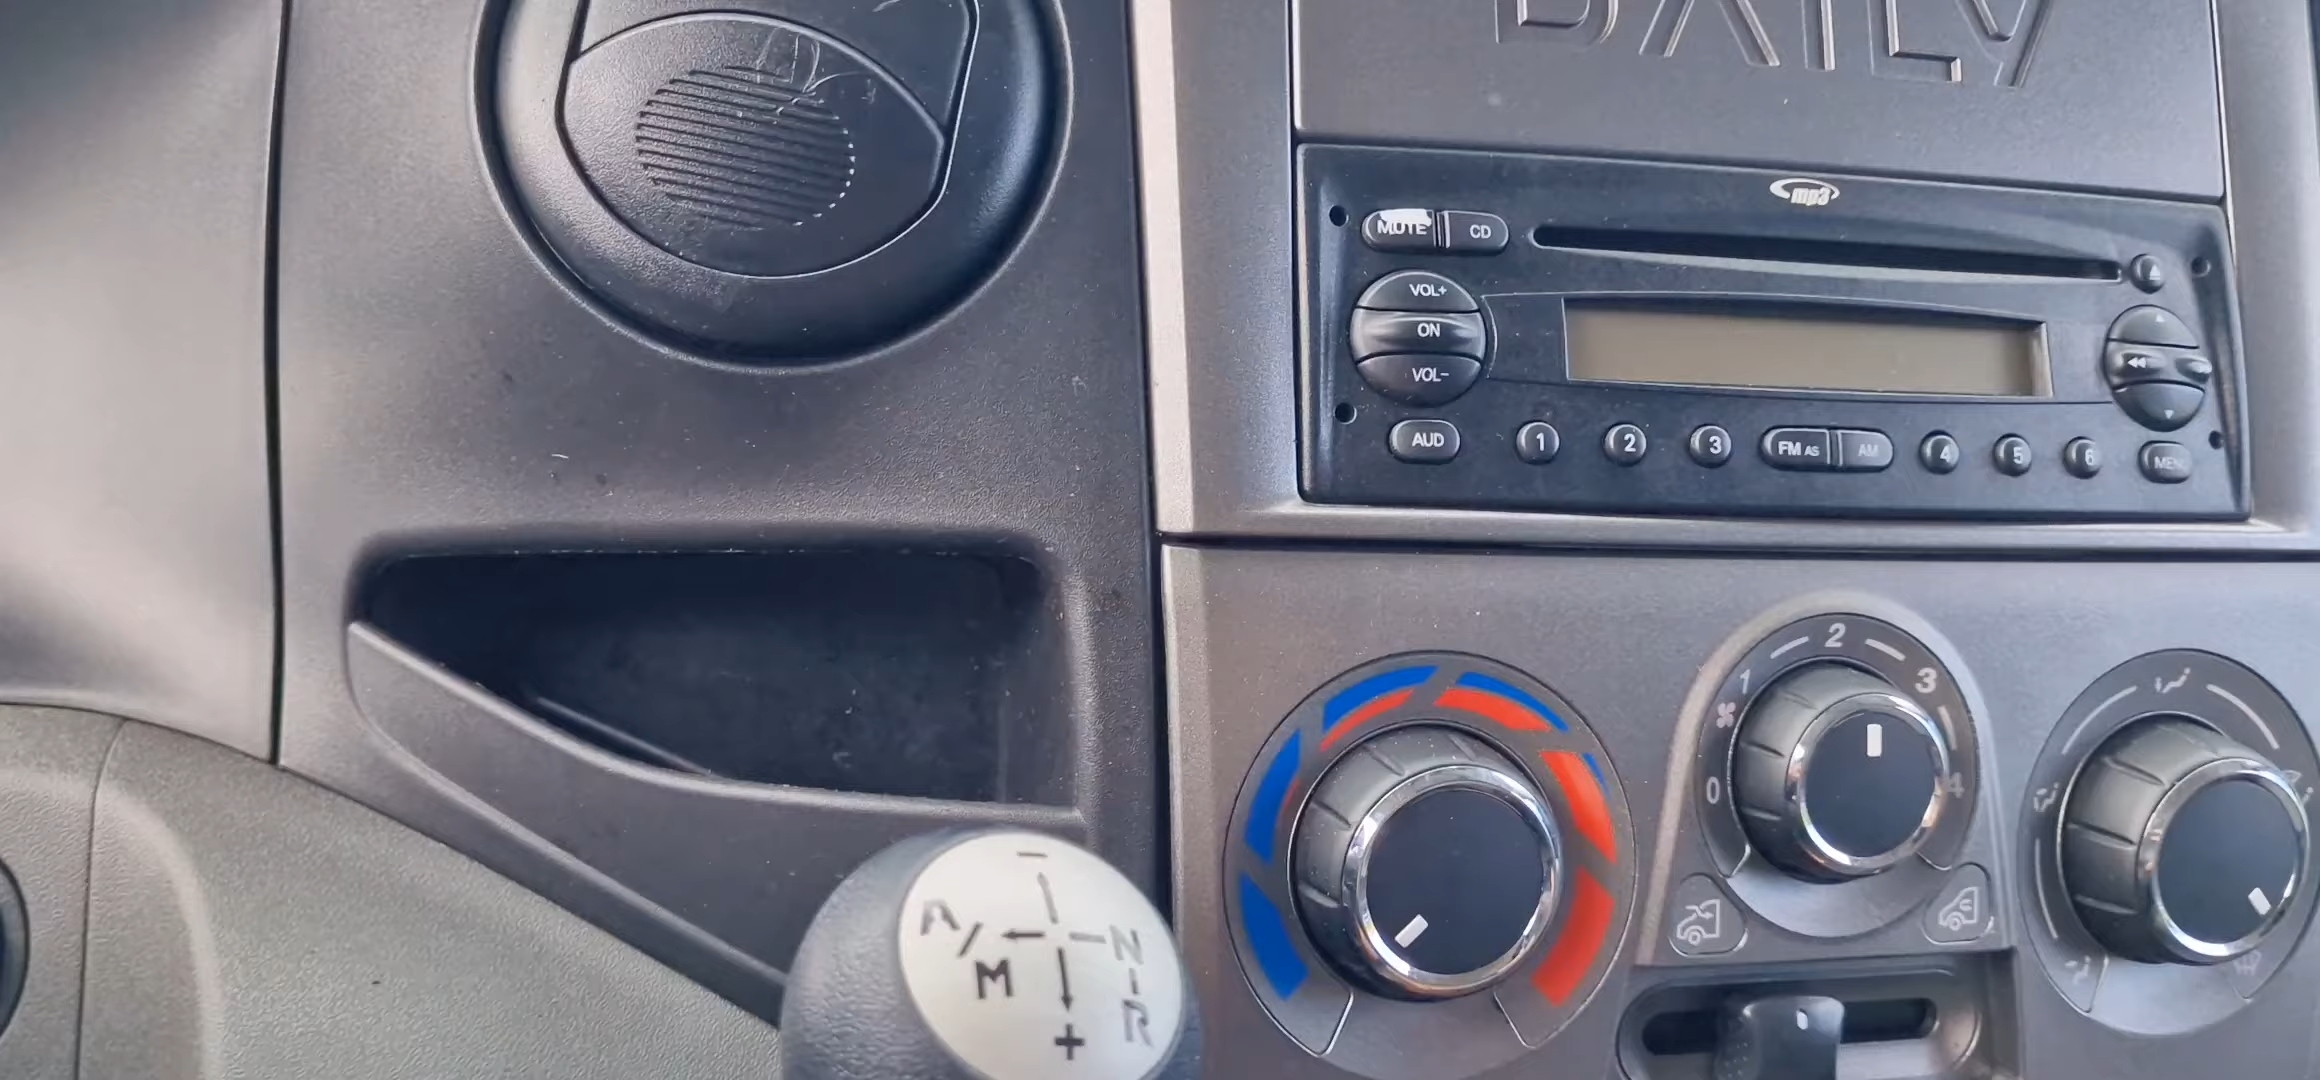 DAILY
mp3
MUTE CD
VOL+
ON
VOL-
AUD 1 2 3 FM AS AM 4 5 6 MENU
2
1 3
0 4
A/M N
R
- +